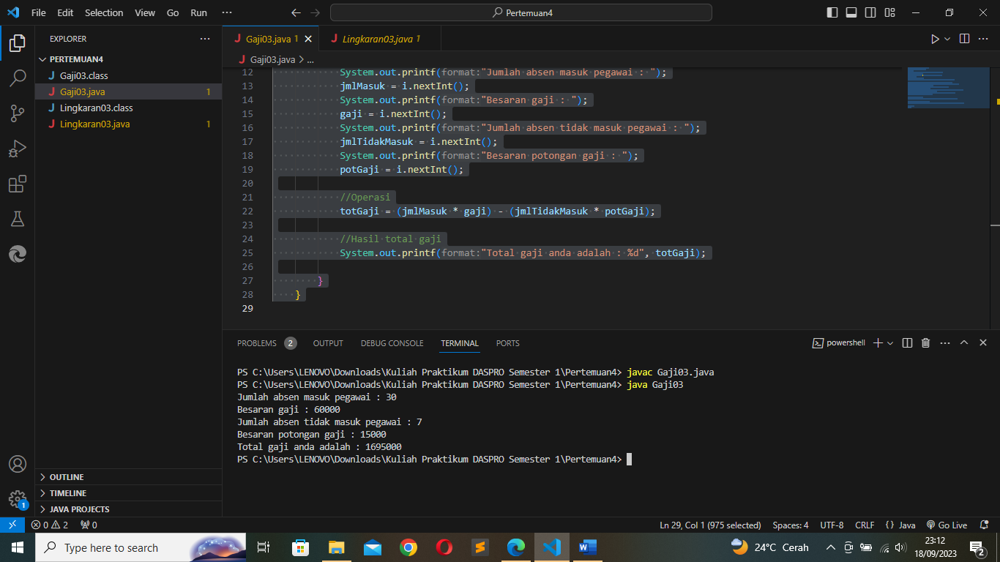 File Edit Selection View Go Run ··· Pertemuan4
EXPLORER ···
PERTEMUAN4
J Gaji03.class
J Gaji03.java 1
J Lingkaran03.class
J Lingkaran03.java 1
OUTLINE
TIMELINE
JAVA PROJECTS
J Gaji03.java 1 J Lingkaran03.java 1
J Gaji03.java > ...
12 System.out.printf(format:"Jumlah absen masuk pegawai : ");
13 jmlMasuk = i.nextInt();
14 System.out.printf(format:"Besaran gaji : ");
15 gaji = i.nextInt();
16 System.out.printf(format:"Jumlah absen tidak masuk pegawai : ");
17 jmlTidakMasuk = i.nextInt();
18 System.out.printf(format:"Besaran potongan gaji : ");
19 potGaji = i.nextInt();
20
21 //Operasi
22 totGaji = (jmlMasuk * gaji) - (jmlTidakMasuk * potGaji);
23
24 //Hasil total gaji
25 System.out.printf(format:"Total gaji anda adalah : %d", totGaji);
26
27 }
28 }
29
PROBLEMS 2 OUTPUT DEBUG CONSOLE TERMINAL PORTS powershell
PS C:\Users\LENOVO\Downloads\Kuliah Praktikum DASPRO Semester 1\Pertemuan4> javac Gaji03.java
PS C:\Users\LENOVO\Downloads\Kuliah Praktikum DASPRO Semester 1\Pertemuan4> java Gaji03
Jumlah absen masuk pegawai : 30
Besaran gaji : 60000
Jumlah absen tidak masuk pegawai : 7
Besaran potongan gaji : 15000
Total gaji anda adalah : 1695000
PS C:\Users\LENOVO\Downloads\Kuliah Praktikum DASPRO Semester 1\Pertemuan4>
1
0 2 0 Ln 29, Col 1 (975 selected) Spaces: 4 UTF-8 CRLF {} Java Go Live
Type here to search 24°C Cerah 23:12
18/09/2023 2